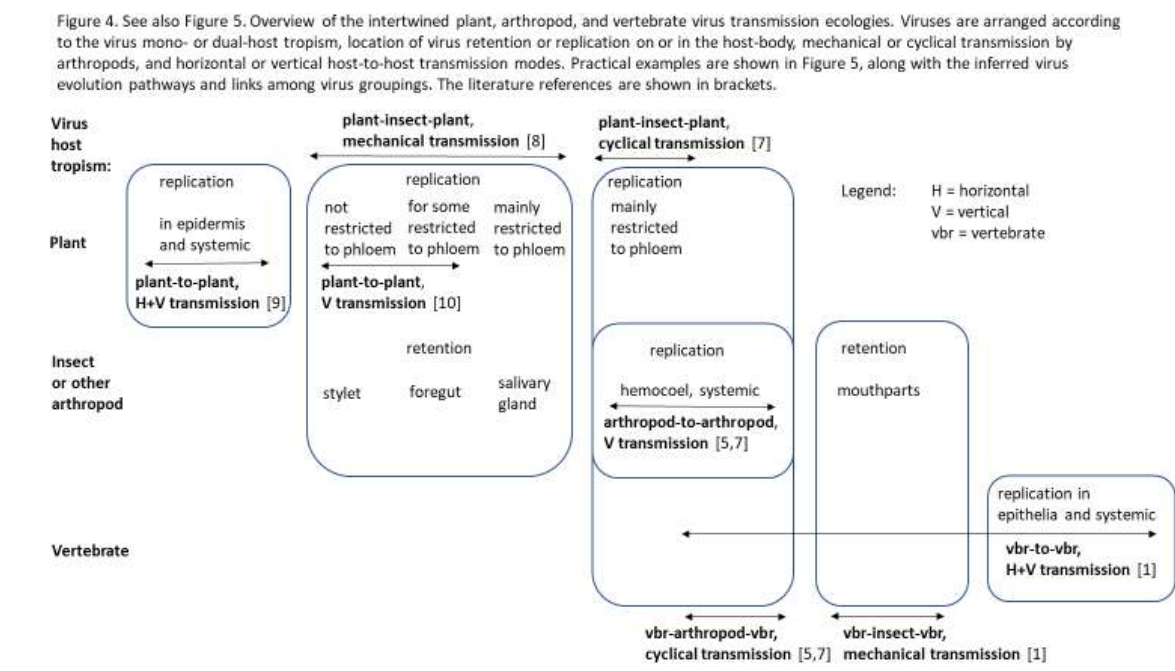 Figure 4. See also Figure 5. Overview of the intertwined plant, arthropod, and vertebrate virus transmission ecologies. Viruses are arranged according
to the virus mono- or dual-host tropism, location of virus retention or replication on or in the host-body, mechanical or cyclical transmission by
arthropods, and horizontal or vertical host-to-host transmission modes. Practical examples are shown in Figure 5, along with the inferred virus
evolution pathways and links among virus groupings. The literature references are shown in brackets.
Virus
host
tropism:
plant-insect-plant,
mechanical transmission [8]
plant-insect-plant,
cyclical transmission [7]
Plant
replication
in epidermis
and systemic
plant-to-plant,
H+V transmission [9]
replication
not
restricted
to phloem
for some
restricted
to phloem
mainly
restricted
to phloem
plant-to-plant,
V transmission [10]
replication
mainly
restricted
to phloem
Legend:
H = horizontal
V = vertical
vbr = vertebrate
Insect
or other
arthropod
retention
stylet
foregut
salivary
gland
replication
hemocoel, systemic
arthropod-to-arthropod,
V transmission [5,7]
retention
mouthparts
Vertebrate
replication in
epithelia and systemic
vbr-to-vbr,
H+V transmission [1]
vbr-arthropod-vbr,
cyclical transmission [5,7]
vbr-insect-vbr,
mechanical transmission [1]